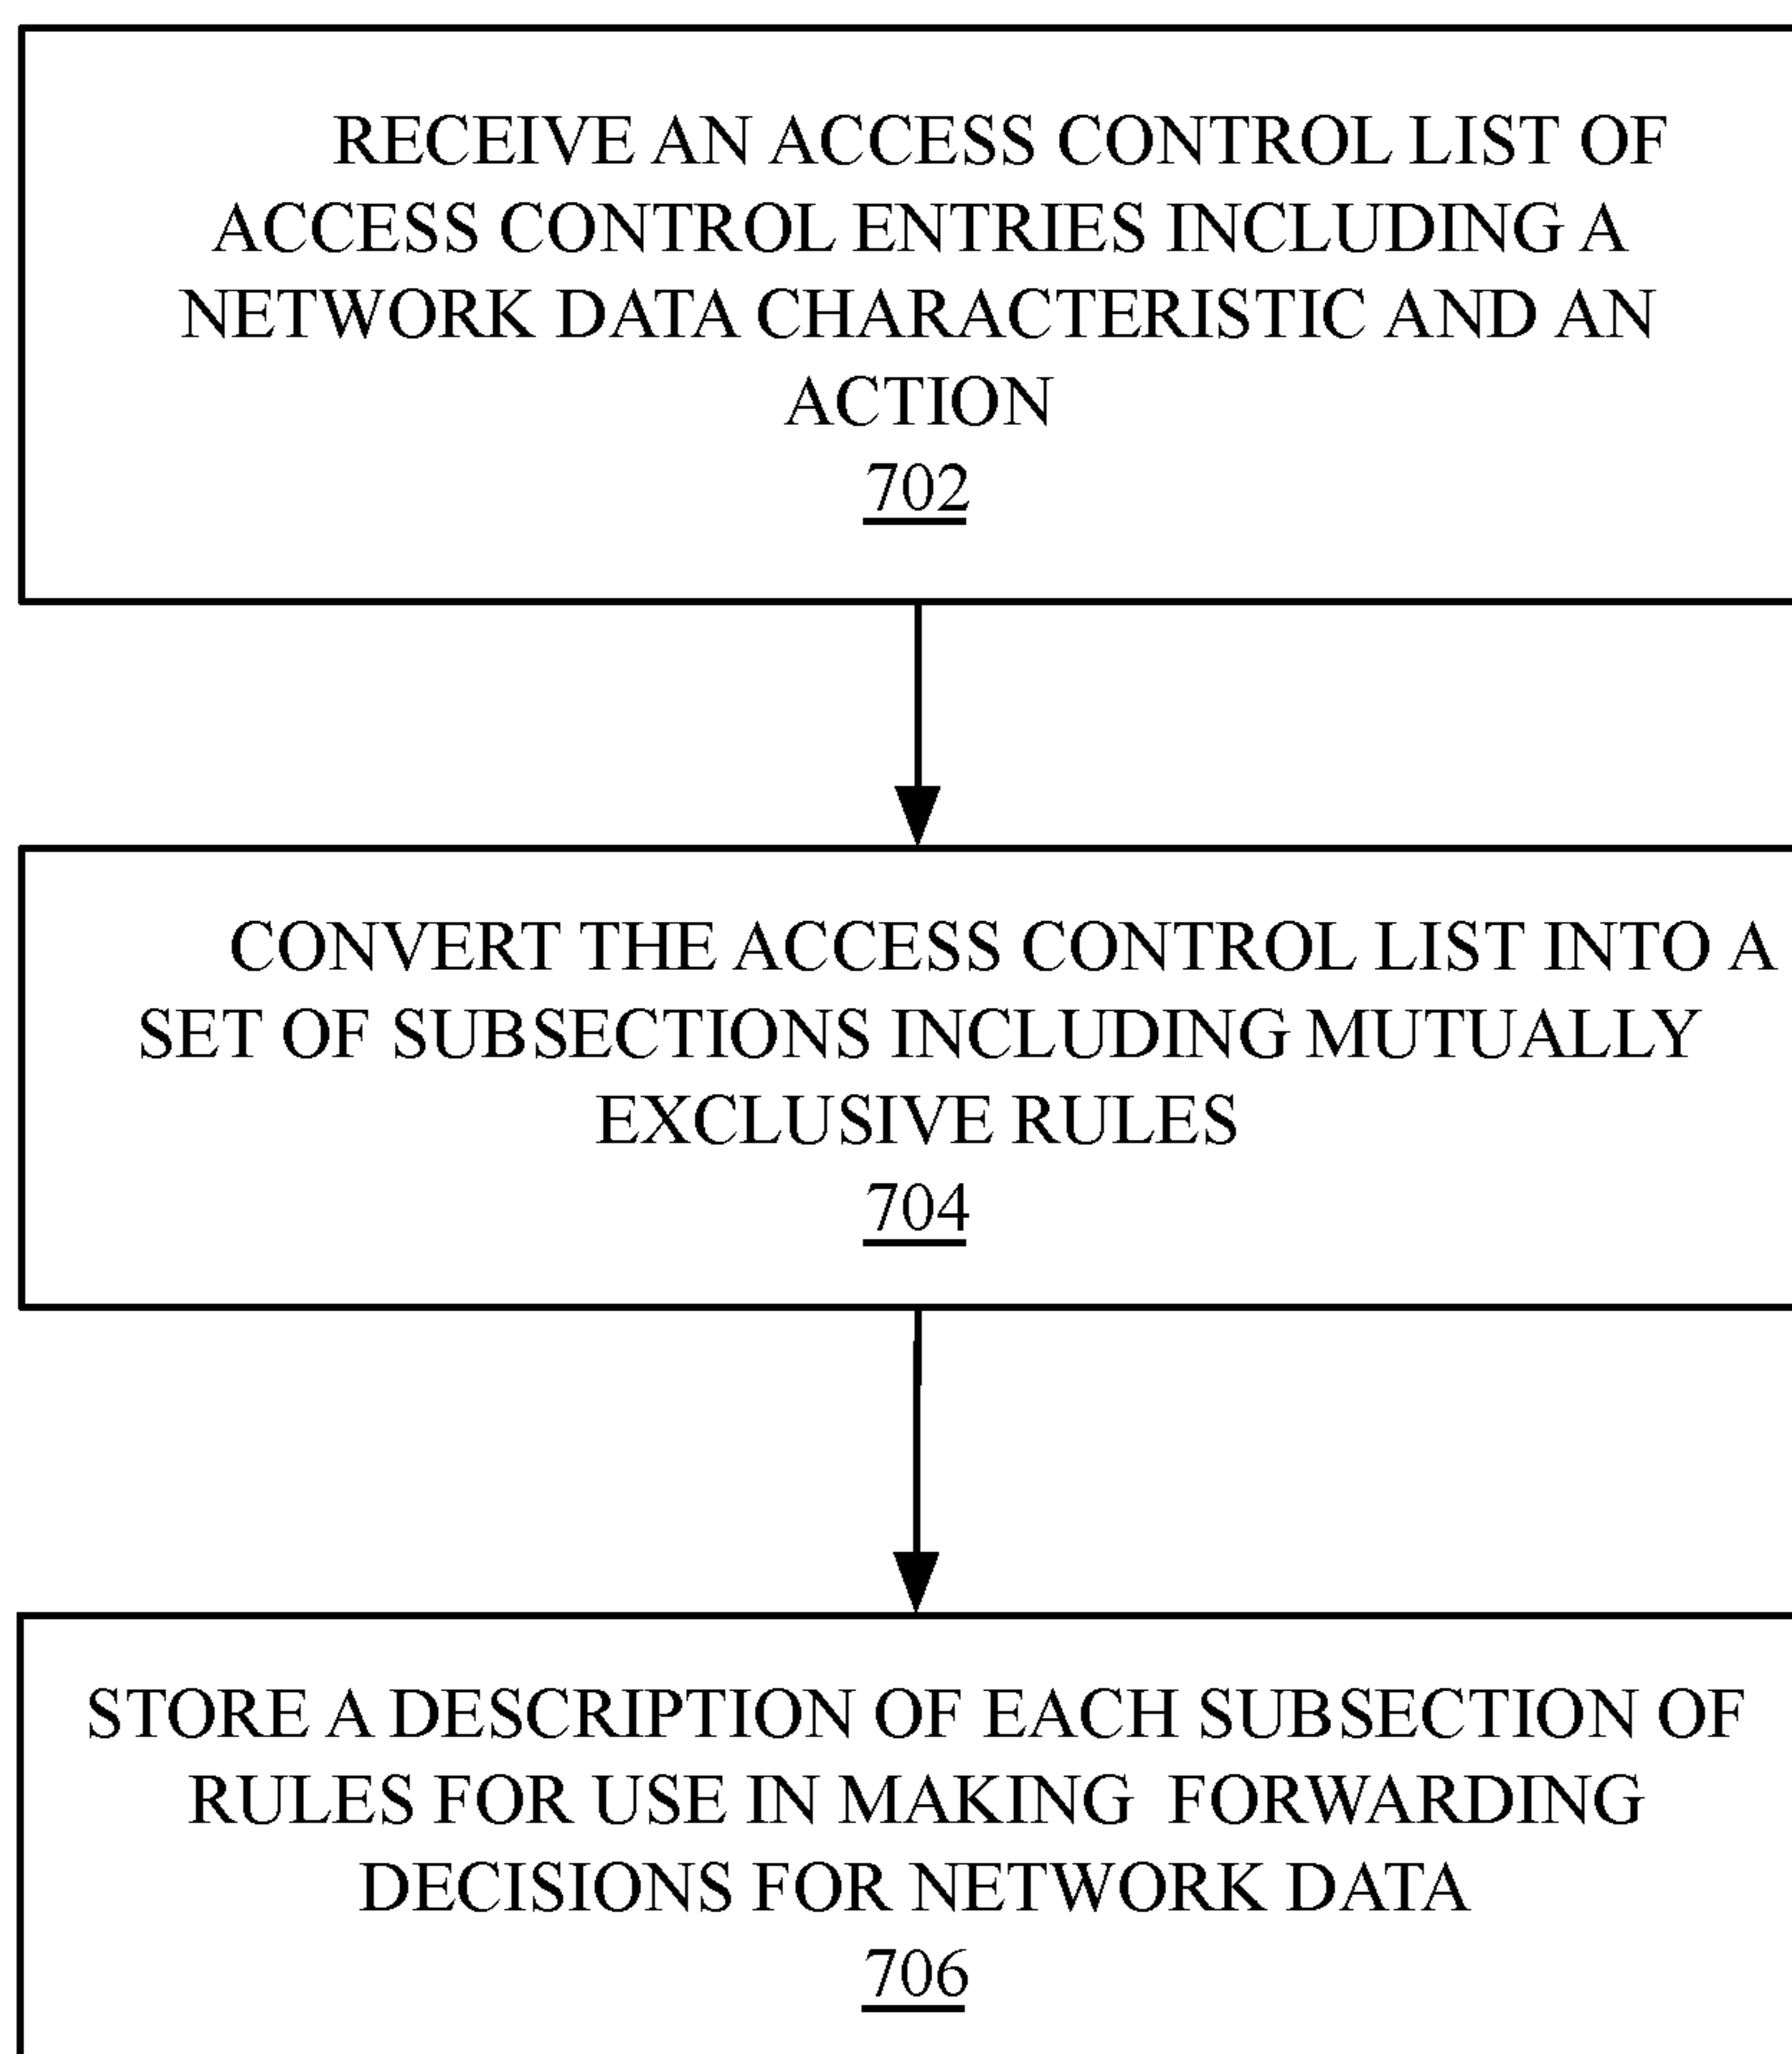 RECEIVE AN ACCESS CONTROL LIST OF
ACCESS CONTROL ENTRIES INCLUDING A
NETWORK DATA CHARACTERISTIC AND AN
ACTION
702
CONVERT THE ACCESS CONTROL LIST INTO A
SET OF SUBSECTIONS INCLUDING MUTUALLY
EXCLUSIVE RULES
704
STORE A DESCRIPTION OF EACH SUBSECTION OF
RULES FOR USE IN MAKING FORWARDING
DECISIONS FOR NETWORK DATA
706